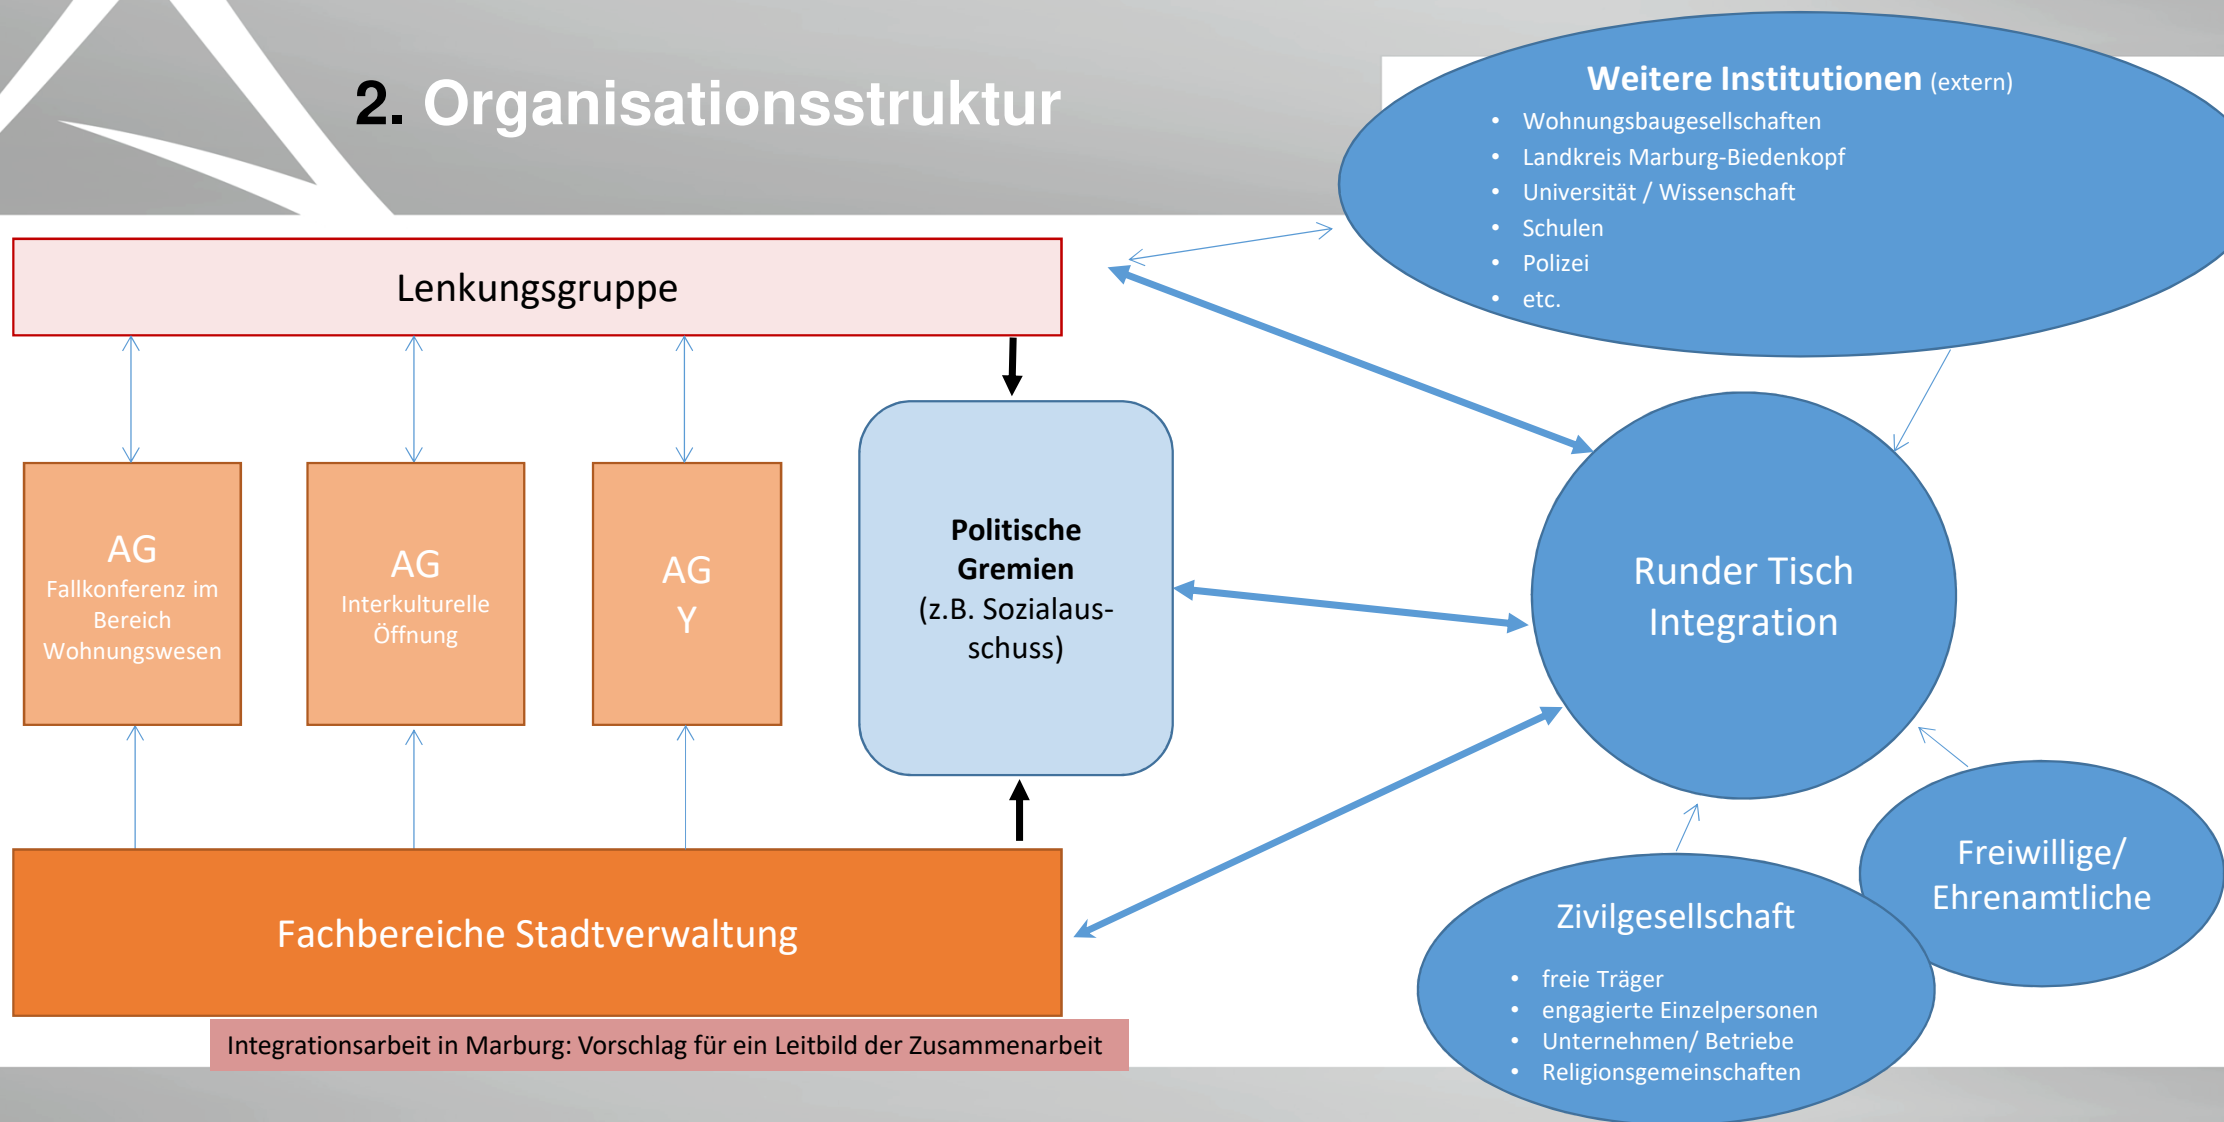 2. Organisationsstruktur
Weitere Institutionen (extern)
• Wohnungsbaugesellschaften
• Landkreis Marburg-Biedenkopf
• Universität / Wissenschaft
• Schulen
• Polizei
• etc.
Lenkungsgruppe
AG
Fallkonferenz im
Bereich
Wohnungswesen
AG
Interkulturelle
Öffnung
AG
Y
Politische
Gremien
(z.B. Sozialaus-
schuss)
Runder Tisch
Integration
Fachbereiche Stadtverwaltung
Freiwillige/
Ehrenamtliche
Zivilgesellschaft
• freie Träger
• engagierte Einzelpersonen
• Unternehmen/ Betriebe
• Religionsgemeinschaften
Integrationsarbeit in Marburg: Vorschlag für ein Leitbild der Zusammenarbeit